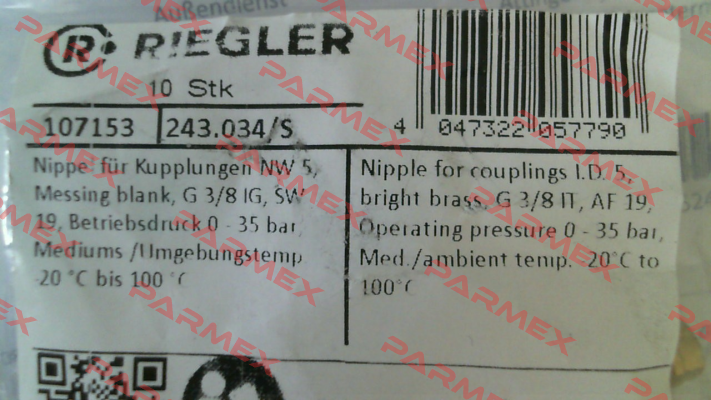 Außendienst
RIEGLER
10 Stk
107153 243.034/S
4 047322 057790
Nippel für Kupplungen NW 5,
Messing blank, G 3/8 IG, SW
19, Betriebsdruck 0 - 35 bar,
Mediums /Umgebungstemp
-20 °C bis 100 °C
Nipple for couplings I.D. 5,
bright brass, G 3/8 IT, AF 19,
Operating pressure 0 - 35 bar,
Med./ambient temp. -20°C to
100°C
PARMEX